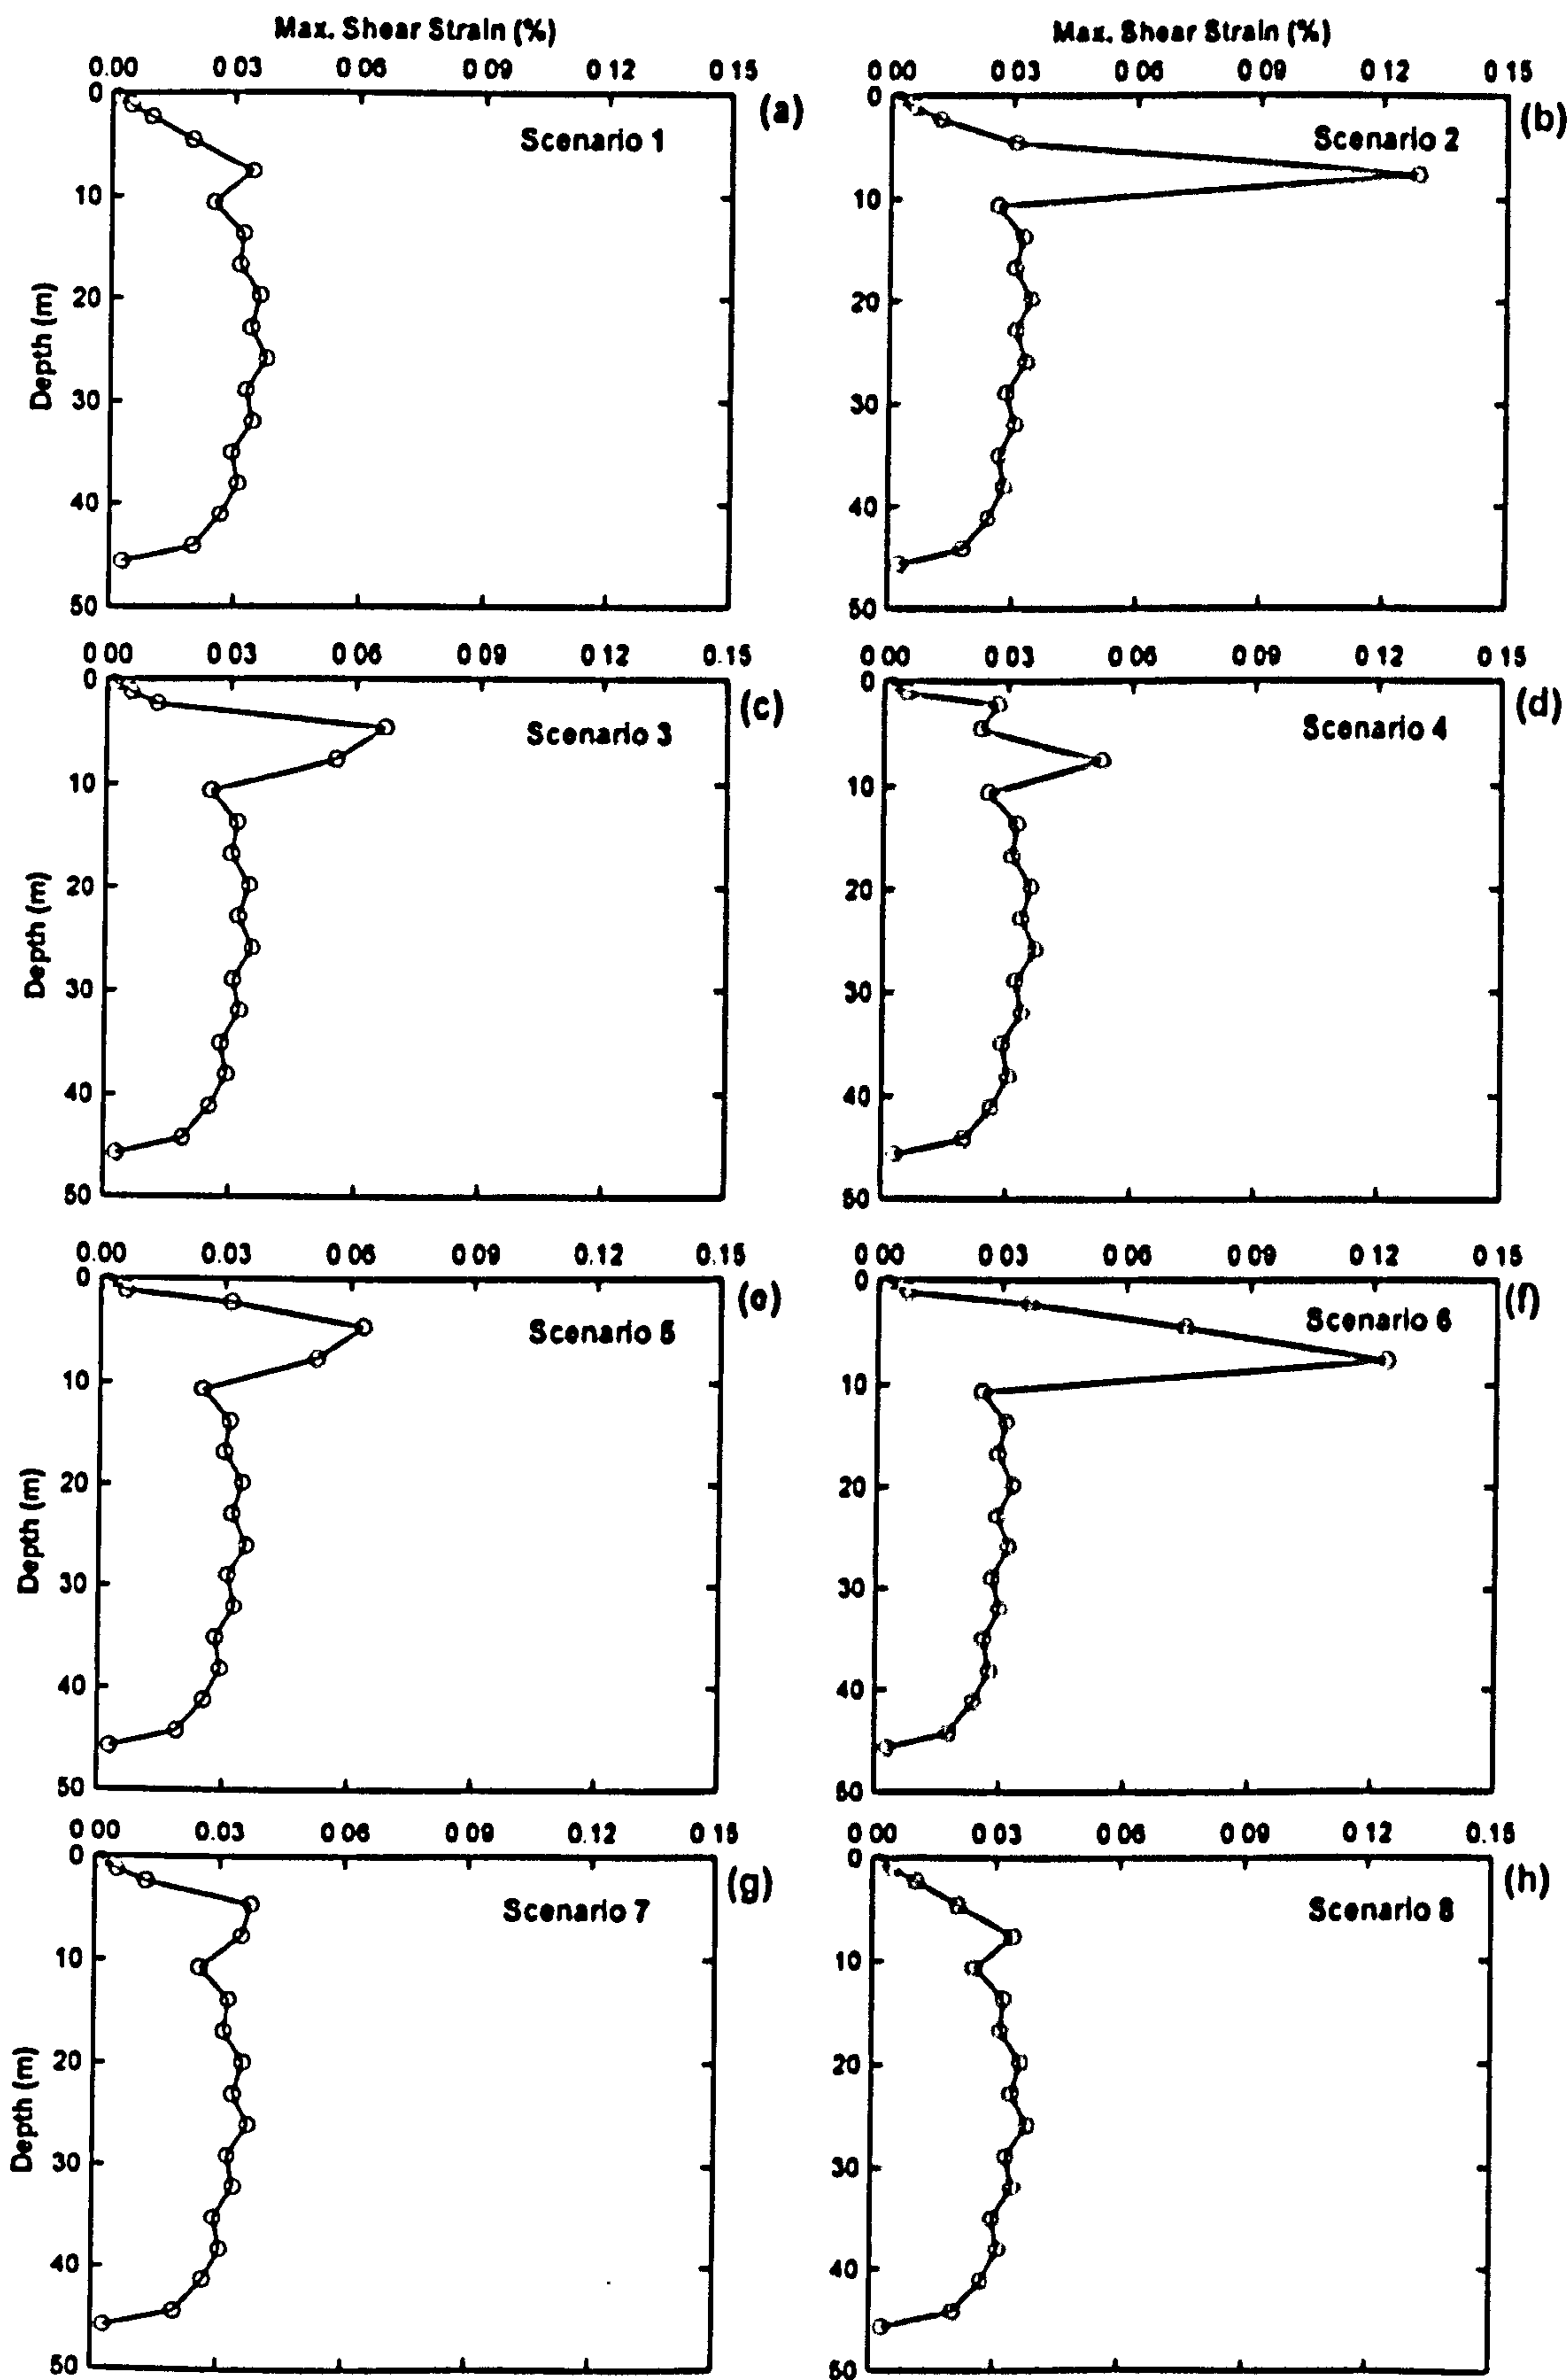 Max. Shear Strain (%)
0.00 0.03 0 06 0 09 0 12 0 15
(a)
Scenario 1
Depth (m)
0
10
20
30
40
50
Max. Shear Strain (%)
0 00 0.03 0 06 0 09 0 12 0 15
(b)
Scenario 2
0
10
20
30
40
50
0 00 0 03 0 06 0 09 0 12 0.15
(c)
Scenario 3
Depth (m)
0
10
20
30
40
50
0 00 0 03 0 06 0 09 0 12 0 15
(d)
Scenario 4
0
10
20
30
40
50
0.00 0.03 0.06 0 09 0.12 0.15
(e)
Scenario 5
Depth (m)
0
10
20
30
40
50
0 00 0 03 0 06 0 09 0 12 0 15
(f)
Scenario 6
0
10
20
30
40
50
0 00 0.03 0 06 0.09 0.12 0.15
(g)
Scenario 7
Depth (m)
0
10
20
30
40
50
0 00 0 03 0 06 0 09 0 12 0 15
(h)
Scenario 8
0
10
20
30
40
50